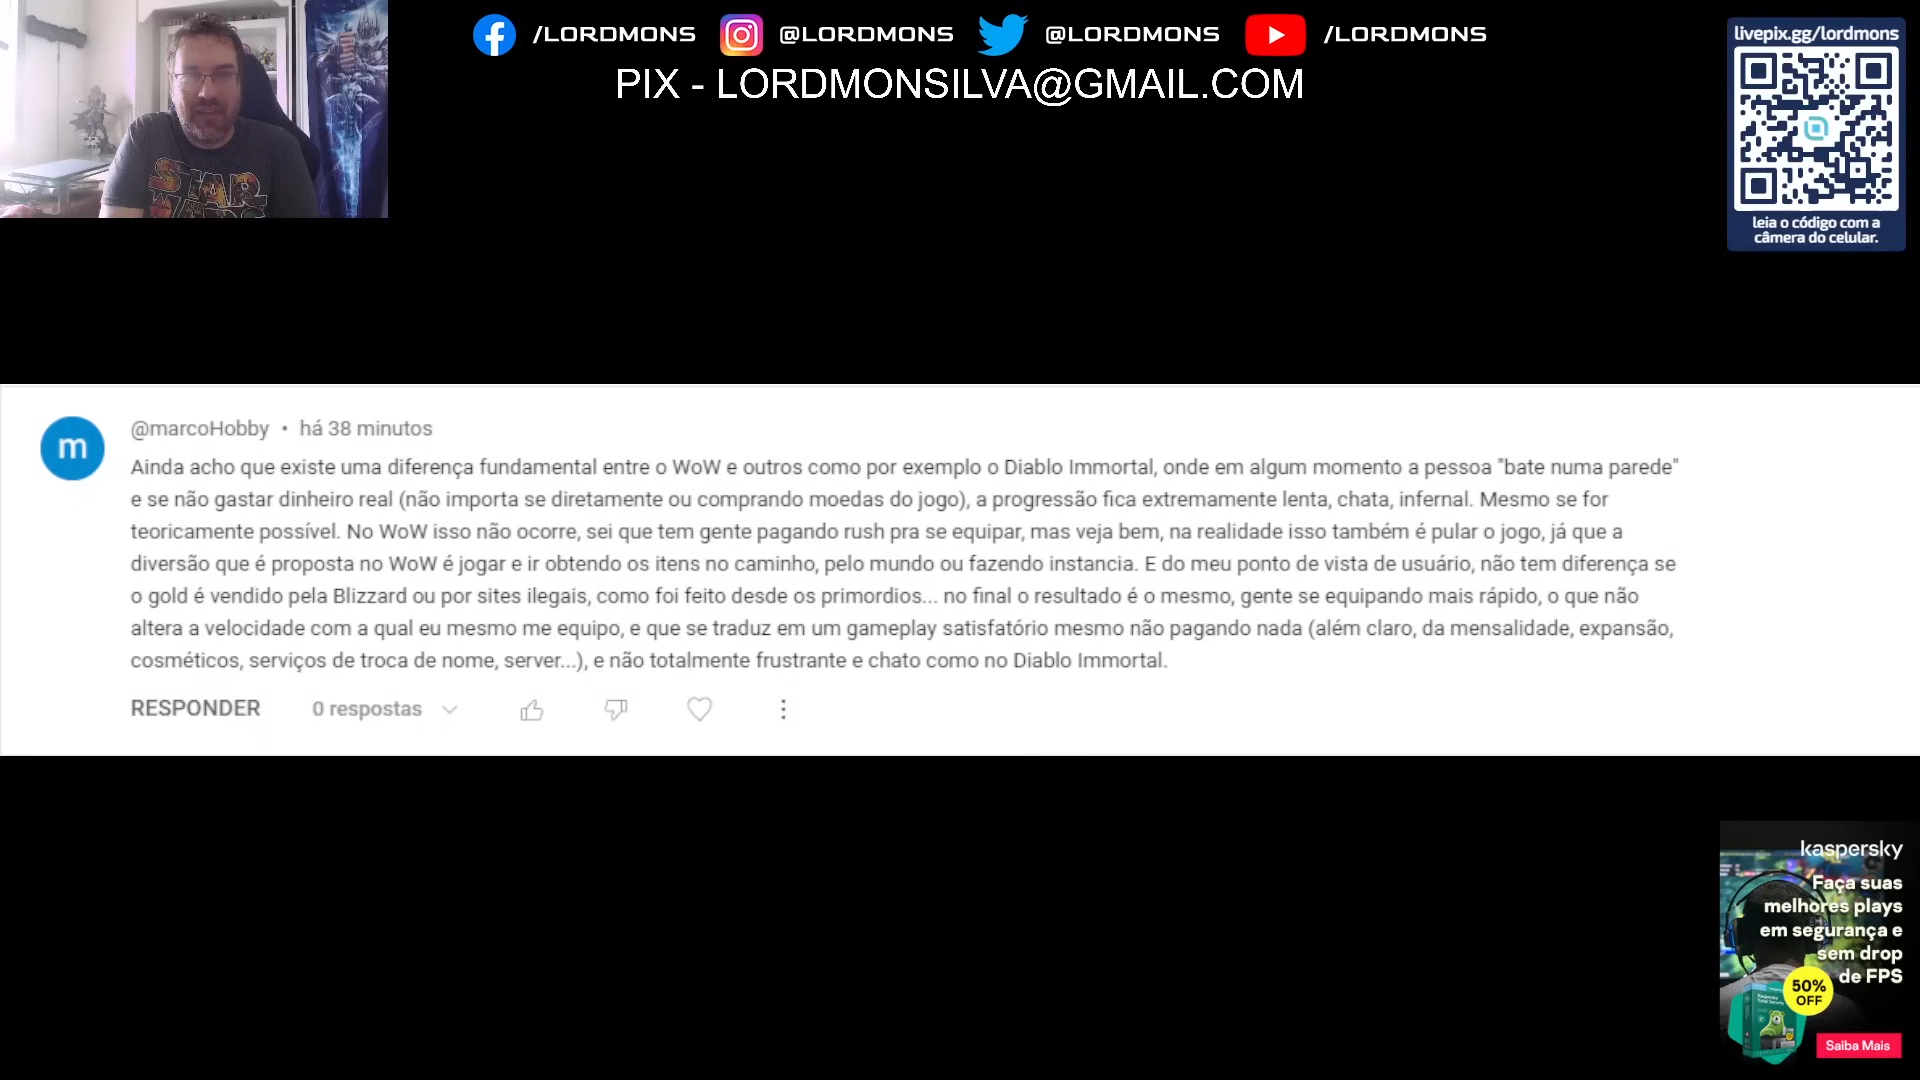 /LORDMONS @LORDMONS @LORDMONS /LORDMONS
PIX - LORDMONSILVA@GMAIL.COM
livepix.gg/lordmons
leia o código com a
câmera do celular.
STAR
WARS
m
@marcoHobby • há 38 minutos
Ainda acho que existe uma diferença fundamental entre o WoW e outros como por exemplo o Diablo Immortal, onde em algum momento a pessoa "bate numa parede"
e se não gastar dinheiro real (não importa se diretamente ou comprando moedas do jogo), a progressão fica extremamente lenta, chata, infernal. Mesmo se for
teoricamente possível. No WoW isso não ocorre, sei que tem gente pagando rush pra se equipar, mas veja bem, na realidade isso também é pular o jogo, já que a
diversão que é proposta no WoW é jogar e ir obtendo os itens no caminho, pelo mundo ou fazendo instancia. E do meu ponto de vista de usuário, não tem diferença se
o gold é vendido pela Blizzard ou por sites ilegais, como foi feito desde os primordios... no final o resultado é o mesmo, gente se equipando mais rápido, o que não
altera a velocidade com a qual eu mesmo me equipo, e que se traduz em um gameplay satisfatório mesmo não pagando nada (além claro, da mensalidade, expansão,
cosméticos, serviços de troca de nome, server...), e não totalmente frustrante e chato como no Diablo Immortal.
RESPONDER 0 respostas
kaspersky
Faça suas
melhores plays
em segurança e
sem drop
de FPS
50%
OFF
Saiba Mais